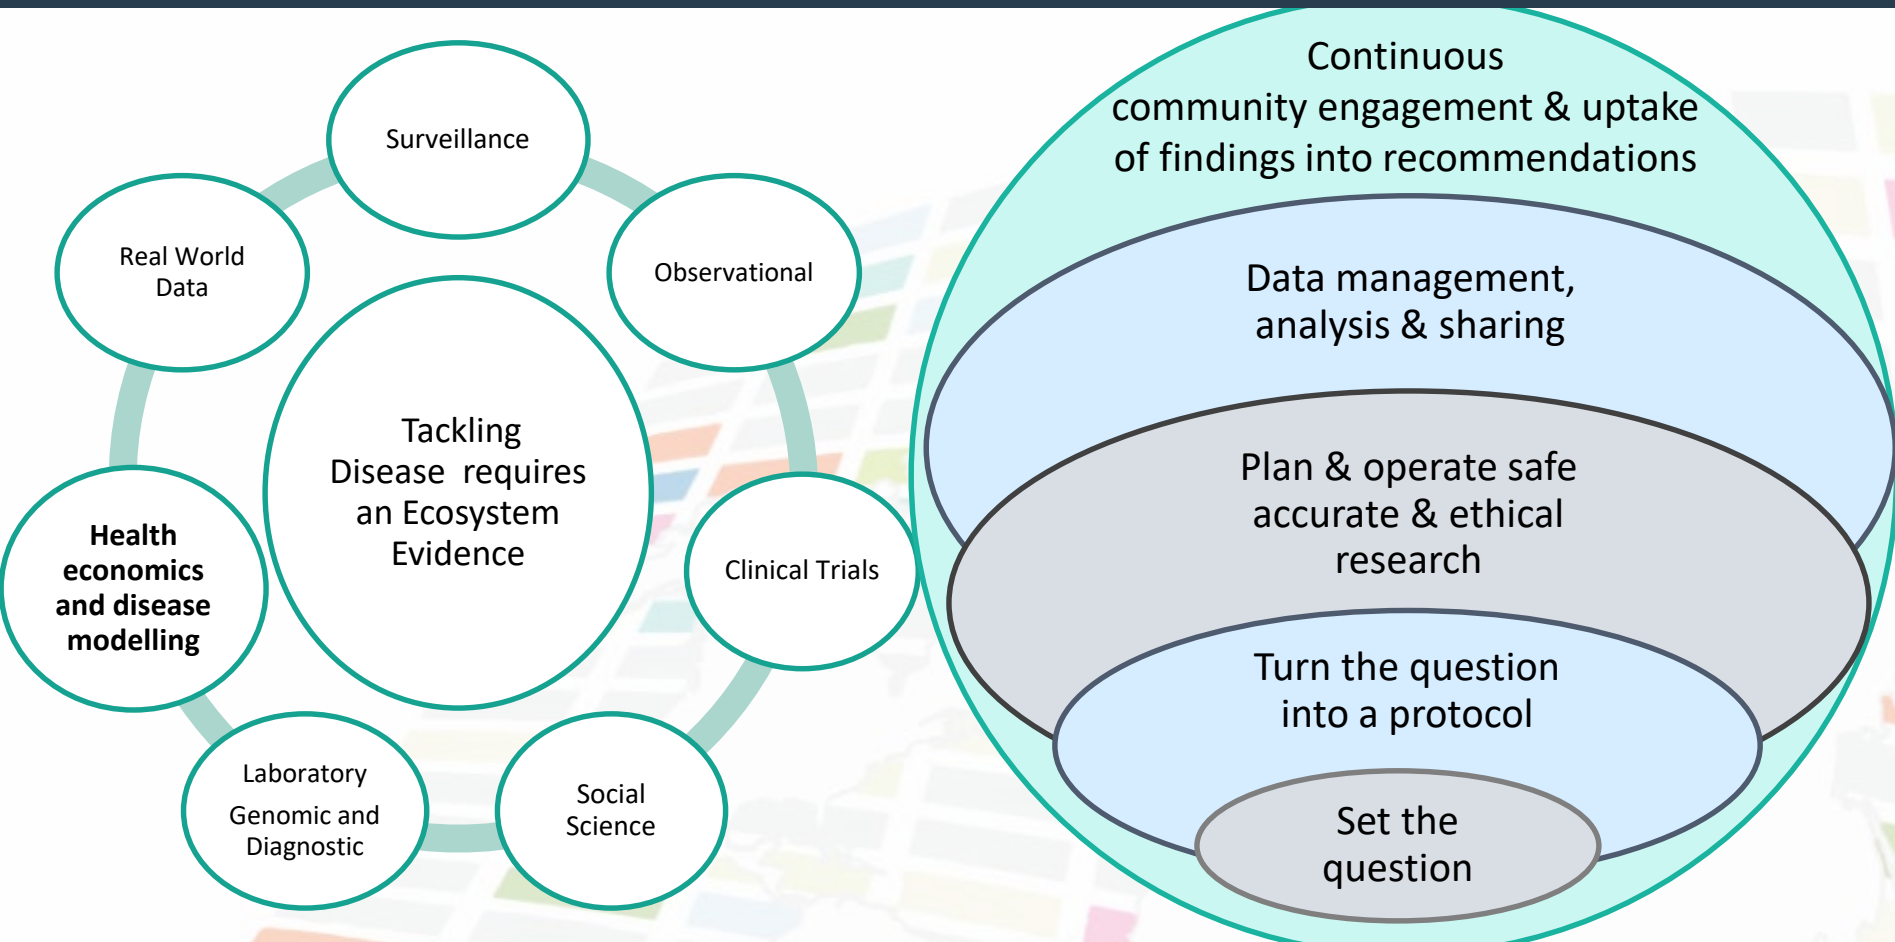 Surveillance
Observational
Clinical Trials
Social
Science
Laboratory
Genomic and
Diagnostic
Health
economics
and disease
modelling
Real World
Data
Tackling
Disease requires
an Ecosystem
Evidence
Continuous
community engagement & uptake
of findings into recommendations
Data management,
analysis & sharing
Plan & operate safe
accurate & ethical
research
Turn the question
into a protocol
Set the
question